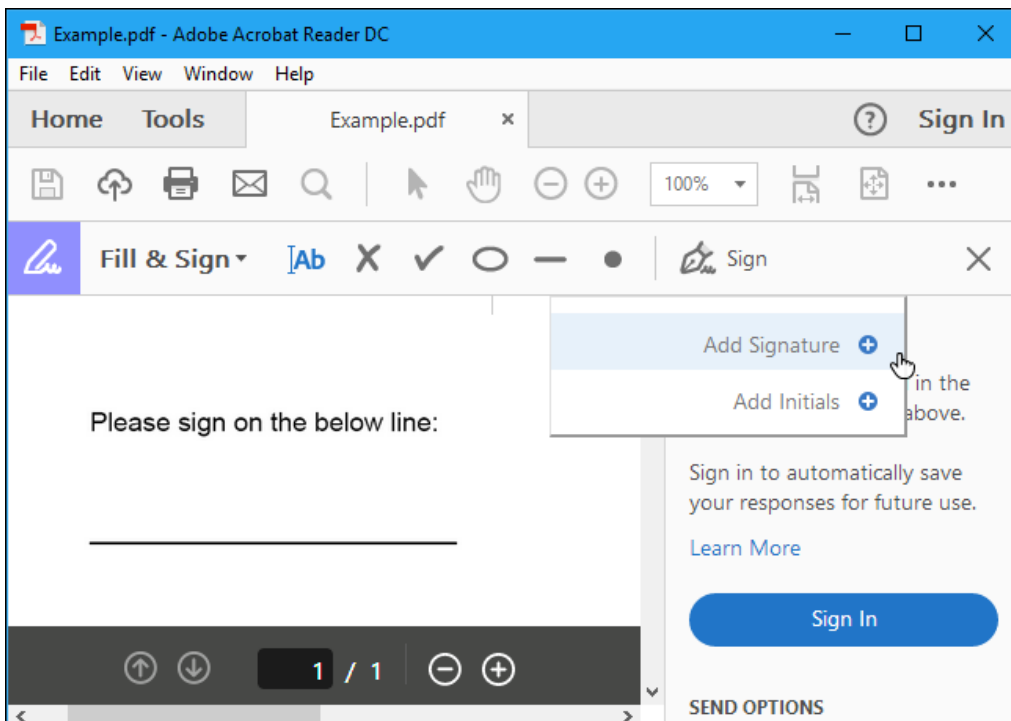 Example.pdf - Adobe Acrobat Reader DC
File Edit View Window Help
Home Tools Example.pdf × ? Sign In
100%
Fill & Sign Ab Sign
Add Signature
Add Initials
in the
above.
Please sign on the below line:
Sign in to automatically save
your responses for future use.
Learn More
Sign In
1 / 1
SEND OPTIONS